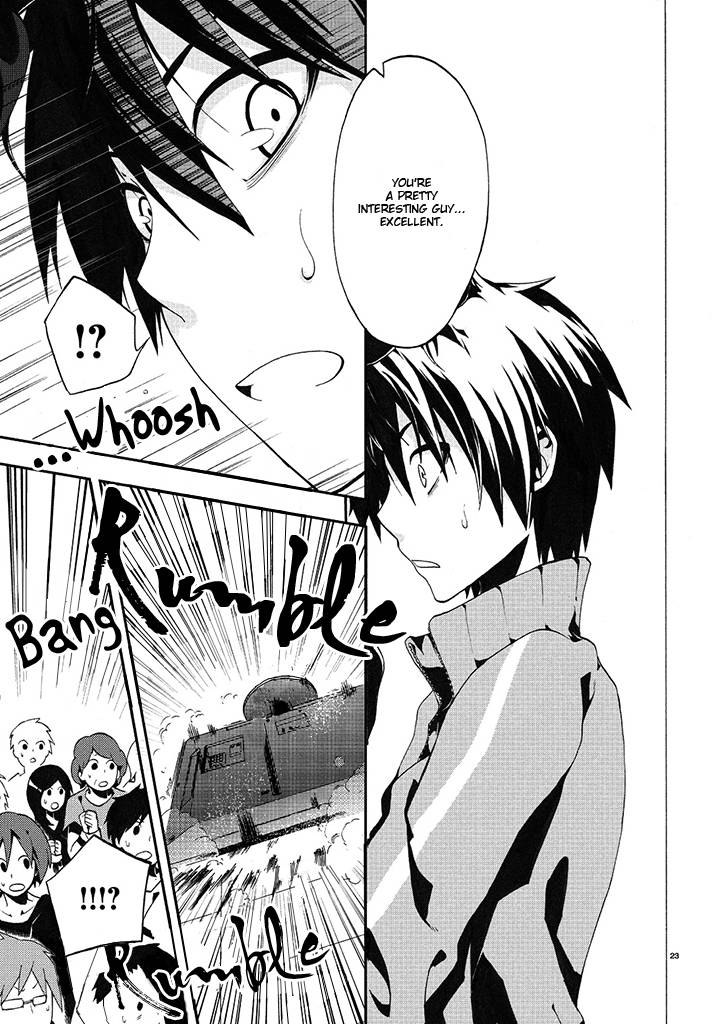 YOU'RE
A PRETTY
INTERESTING GUY...
EXCELLENT.
!?
...Whoosh
Rumble
Bang
!!!?
Rumble
23